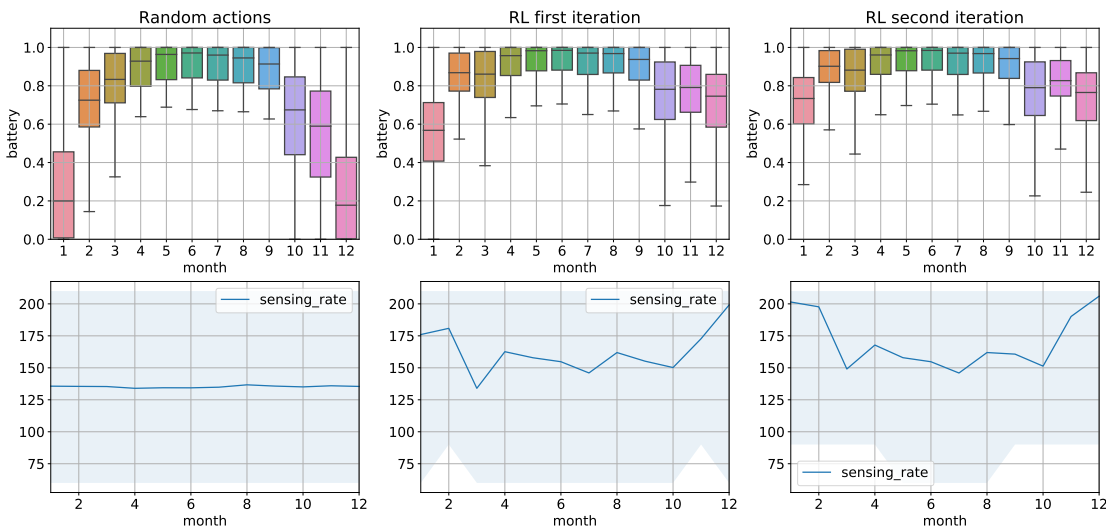 Random actions
RL first iteration
RL second iteration
battery
1.0
0.8
0.6
0.4
0.2
0.0
1 2 3 4 5 6 7 8 9 10 11 12
month
battery
1.0
0.8
0.6
0.4
0.2
0.0
1 2 3 4 5 6 7 8 9 10 11 12
month
battery
1.0
0.8
0.6
0.4
0.2
0.0
1 2 3 4 5 6 7 8 9 10 11 12
month
sensing_rate
200
175
150
125
100
75
2 4 6 8 10 12
month
sensing_rate
200
175
150
125
100
75
2 4 6 8 10 12
month
200
175
150
125
100
75
sensing_rate
2 4 6 8 10 12
month